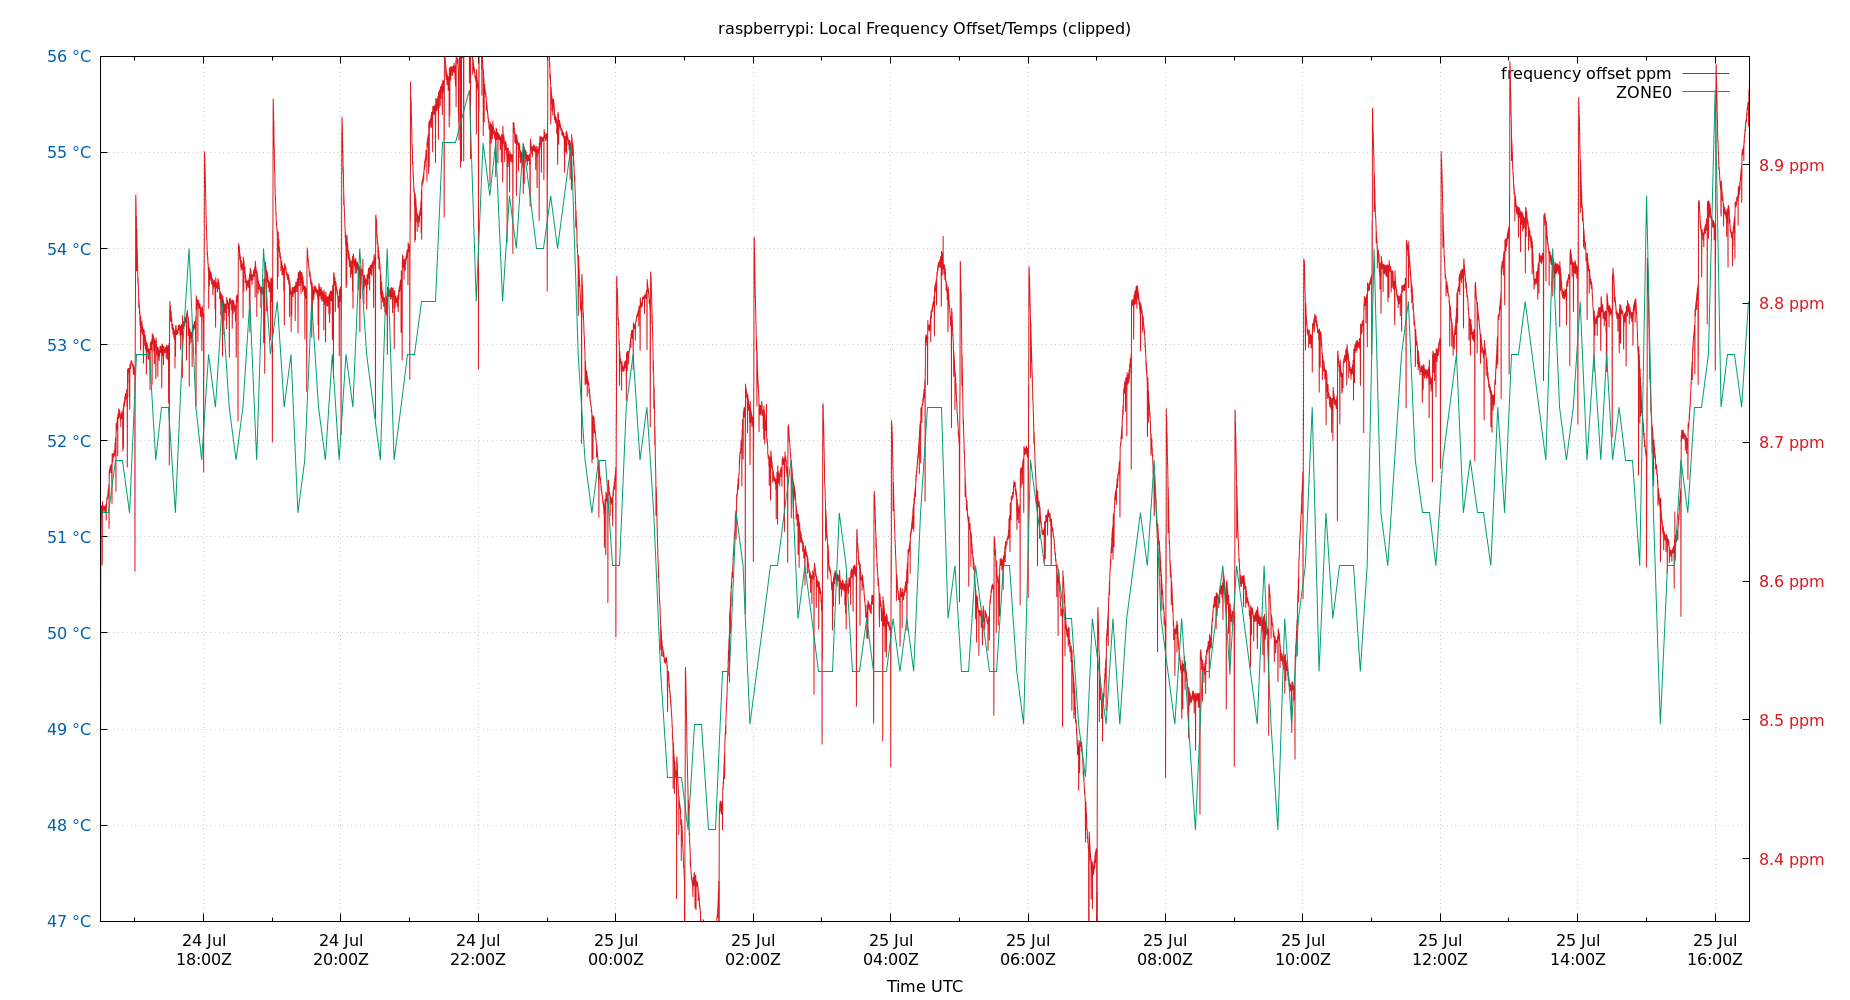 raspberrypi: Local Frequency Offset/Temps (clipped)
frequency offset ppm
ZONE0
56 °C
55 °C
54 °C
53 °C
52 °C
51 °C
50 °C
49 °C
48 °C
47 °C
8.9 ppm
8.8 ppm
8.7 ppm
8.6 ppm
8.5 ppm
8.4 ppm
24 Jul 24 Jul 24 Jul 25 Jul 25 Jul 25 Jul 25 Jul 25 Jul 25 Jul 25 Jul 25 Jul 25 Jul
18:00Z 20:00Z 22:00Z 00:00Z 02:00Z 04:00Z 06:00Z 08:00Z 10:00Z 12:00Z 14:00Z 16:00Z
Time UTC